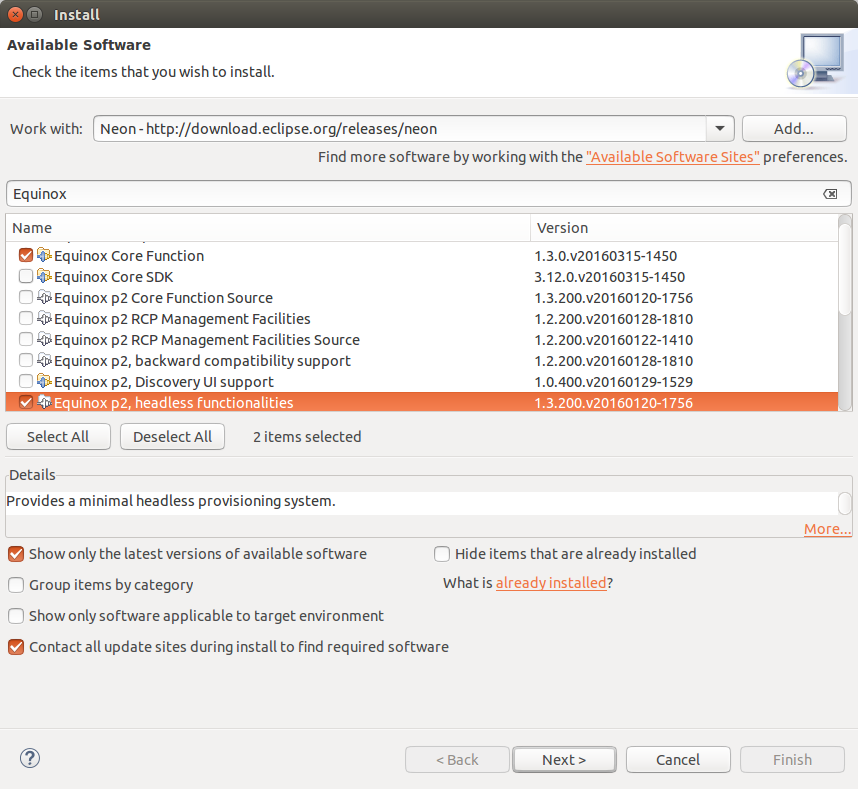 Install
Available Software
Check the items that you wish to install.
Work with: Neon - http://download.eclipse.org/releases/neon Add...
Find more software by working with the "Available Software Sites" preferences.
Equinox
Name Version
Equinox Core Function 1.3.0.v20160315-1450
Equinox Core SDK 3.12.0.v20160315-1450
Equinox p2 Core Function Source 1.3.200.v20160120-1756
Equinox p2 RCP Management Facilities 1.2.200.v20160128-1810
Equinox p2 RCP Management Facilities Source 1.2.200.v20160122-1410
Equinox p2, backward compatibility support 1.2.200.v20160128-1810
Equinox p2, Discovery UI support 1.0.400.v20160129-1529
Equinox p2, headless functionalities 1.3.200.v20160120-1756
Select All Deselect All 2 items selected
Details
Provides a minimal headless provisioning system.
More...
Show only the latest versions of available software Hide items that are already installed
Group items by category What is already installed?
Show only software applicable to target environment
Contact all update sites during install to find required software
? < Back Next > Cancel Finish